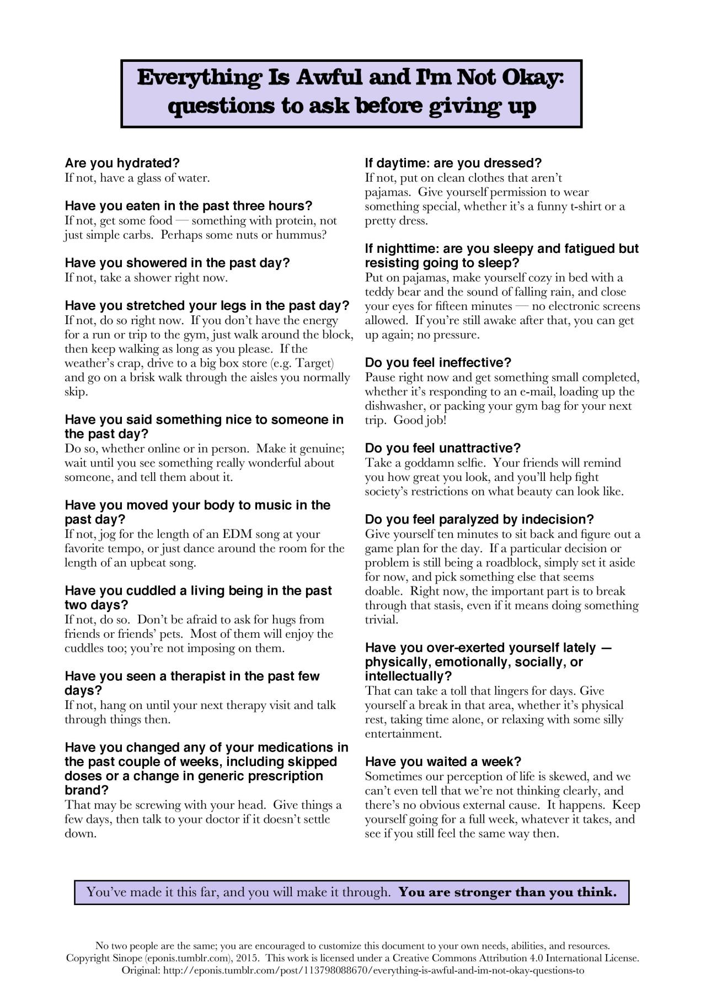 Everything Is Awful and I'm Not Okay:
questions to ask before giving up
Are you hydrated?
If not, have a glass of water.
Have you eaten in the past three hours?
If not, get some food — something with protein, not
just simple carbs.  Perhaps some nuts or hummus?
Have you showered in the past day?
If not, take a shower right now.
Have you stretched your legs in the past day?
If not, do so right now.  If you don’t have the energy
for a run or trip to the gym, just walk around the block,
then keep walking as long as you please.  If the
weather’s crap, drive to a big box store (e.g. Target)
and go on a brisk walk through the aisles you normally
skip.
Have you said something nice to someone in
the past day?
Do so, whether online or in person.  Make it genuine;
wait until you see something really wonderful about
someone, and tell them about it.
Have you moved your body to music in the
past day?
If not, jog for the length of an EDM song at your
favorite tempo, or just dance around the room for the
length of an upbeat song.
Have you cuddled a living being in the past
two days?
If not, do so.  Don’t be afraid to ask for hugs from
friends or friends’ pets.  Most of them will enjoy the
cuddles too; you’re not imposing on them.
Have you seen a therapist in the past few
days?
If not, hang on until your next therapy visit and talk
through things then.
Have you changed any of your medications in
the past couple of weeks, including skipped
doses or a change in generic prescription
brand?
That may be screwing with your head.  Give things a
few days, then talk to your doctor if it doesn’t settle
down.
If daytime: are you dressed?
If not, put on clean clothes that aren’t
pajamas.  Give yourself permission to wear
something special, whether it’s a funny t-shirt or a
pretty dress.
If nighttime: are you sleepy and fatigued but
resisting going to sleep?
Put on pajamas, make yourself cozy in bed with a
teddy bear and the sound of falling rain, and close
your eyes for fifteen minutes — no electronic screens
allowed.  If you’re still awake after that, you can get
up again; no pressure.
Do you feel ineffective?
Pause right now and get something small completed,
whether it’s responding to an e-mail, loading up the
dishwasher, or packing your gym bag for your next
trip.  Good job!
Do you feel unattractive?
Take a goddamn selfie.  Your friends will remind
you how great you look, and you’ll help fight
society’s restrictions on what beauty can look like.
Do you feel paralyzed by indecision?
Give yourself ten minutes to sit back and figure out a
game plan for the day.  If a particular decision or
problem is still being a roadblock, simply set it aside
for now, and pick something else that seems
doable.  Right now, the important part is to break
through that stasis, even if it means doing something
trivial.
Have you over-exerted yourself lately —
physically, emotionally, socially, or
intellectually?
That can take a toll that lingers for days. Give
yourself a break in that area, whether it’s physical
rest, taking time alone, or relaxing with some silly
entertainment.
Have you waited a week?
Sometimes our perception of life is skewed, and we
can’t even tell that we’re not thinking clearly, and
there’s no obvious external cause.  It happens.  Keep
yourself going for a full week, whatever it takes, and
see if you still feel the same way then.
You’ve made it this far, and you will make it through.  You are stronger than you think.
No two people are the same; you are encouraged to customize this document to your own needs, abilities, and resources.
Copyright Sinope (eponis.tumblr.com), 2015.  This work is licensed under a Creative Commons Attribution 4.0 International License.
Original: http://eponis.tumblr.com/post/113798088670/everything-is-awful-and-im-not-okay-questions-to